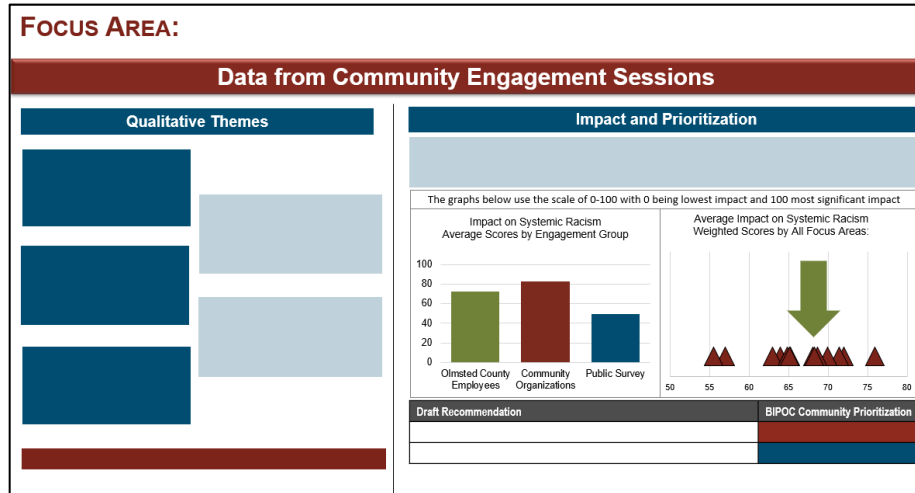 FOCUS AREA:
Data from Community Engagement Sessions
Qualitative Themes
Impact and Prioritization
The graphs below use the scale of 0-100 with 0 being lowest impact and 100 most significant impact
Impact on Systemic Racism
Average Scores by Engagement Group
100
80
60
40
20
0
Olmsted County
Employees
Community
Organizations
Public Survey
Average Impact on Systemic Racism
Weighted Scores by All Focus Areas:
50 55 60 65 70 75 80
Draft Recommendation BIPOC Community Prioritization